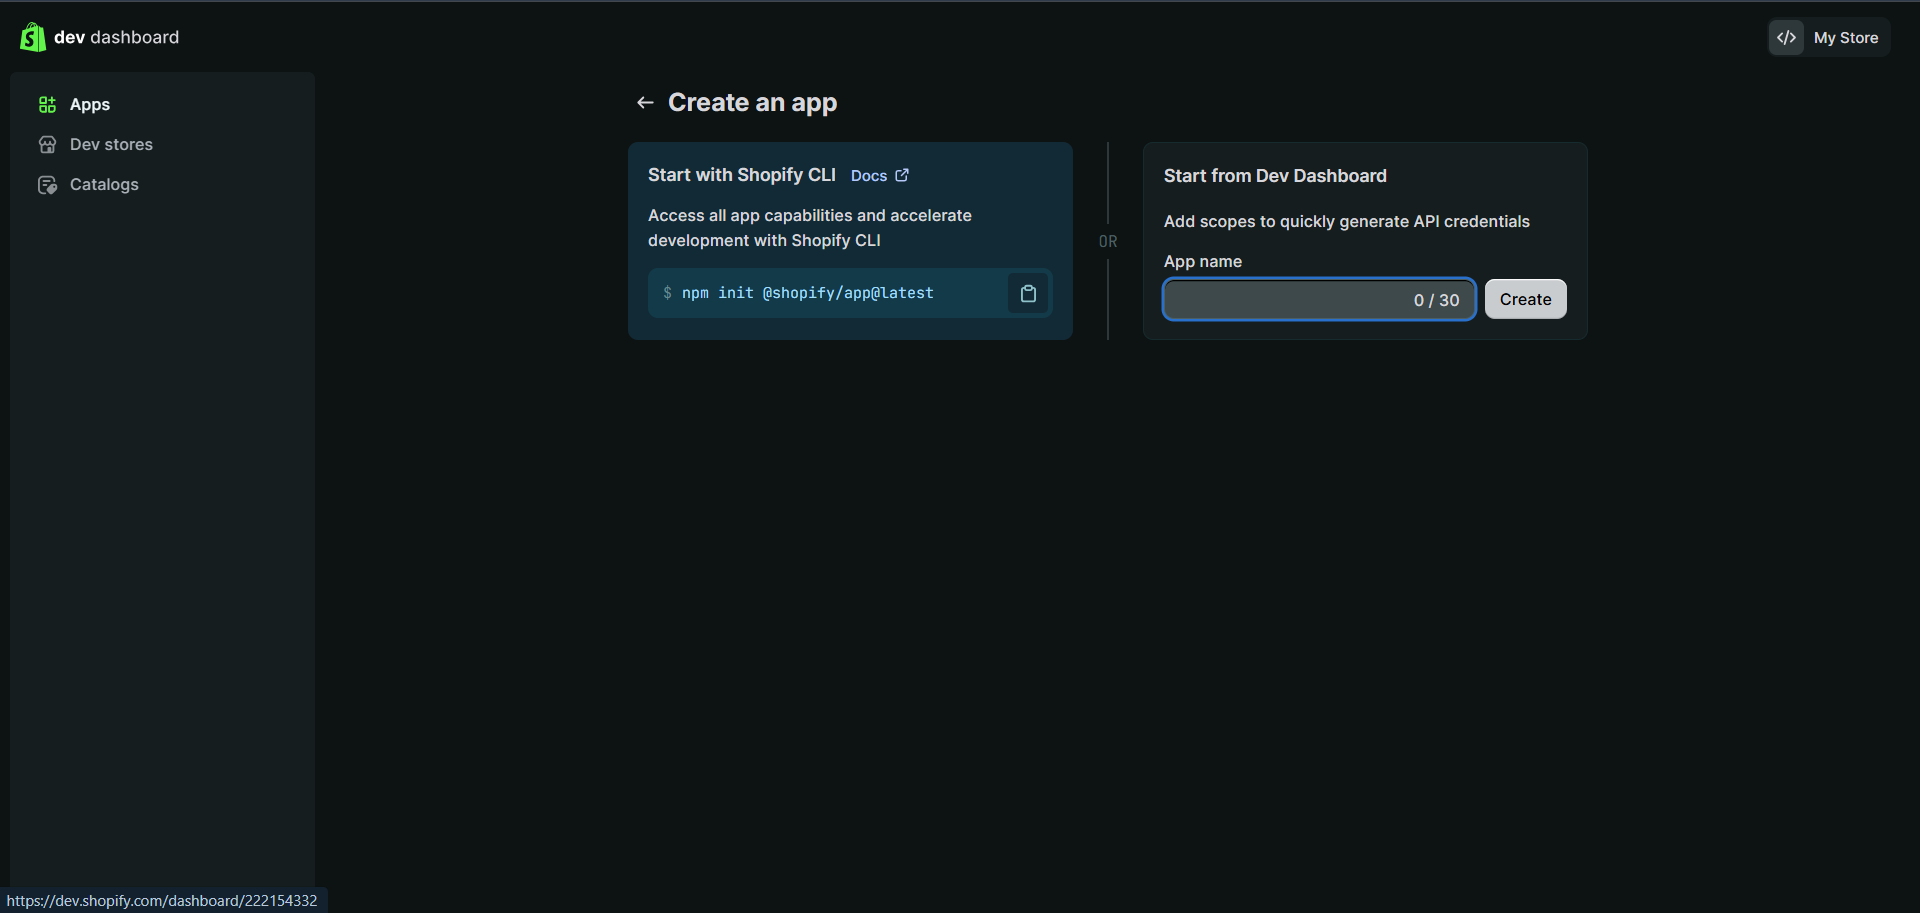 dev dashboard
My Store
Apps
Dev stores
Catalogs
Create an app
Start with Shopify CLI Docs
Access all app capabilities and accelerate
development with Shopify CLI
$ npm init @shopify/app@latest
OR
Start from Dev Dashboard
Add scopes to quickly generate API credentials
App name
0 / 30
Create
https://dev.shopify.com/dashboard/222154332